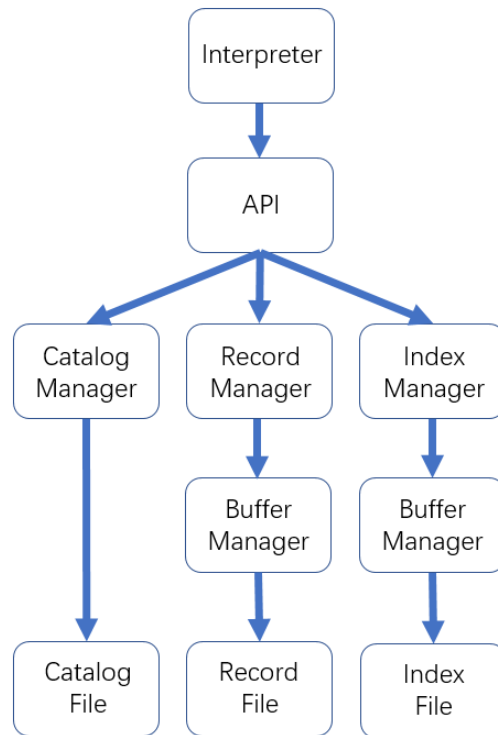 Interpreter
API
Catalog
Manager
Record
Manager
Index
Manager
Buffer
Manager
Buffer
Manager
Catalog
File
Record
File
Index
File